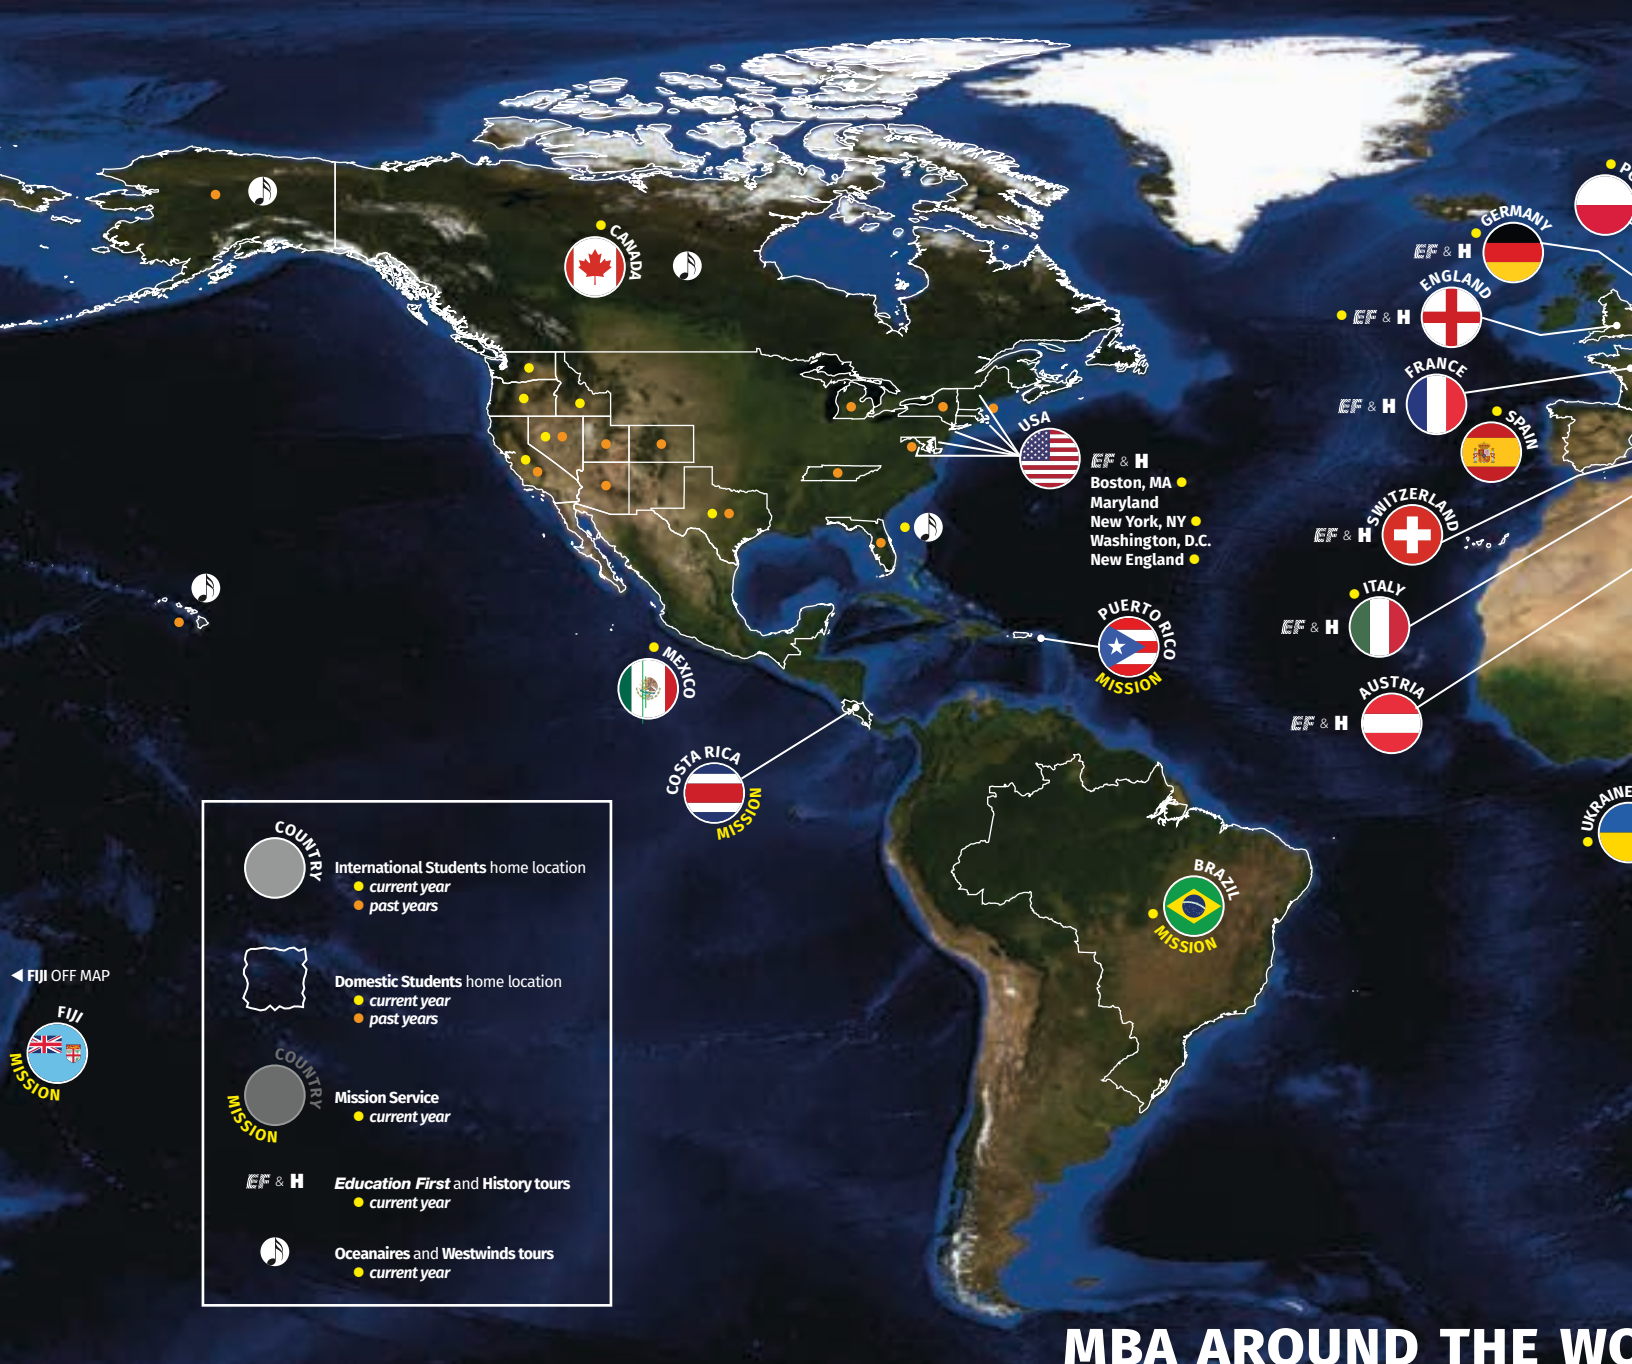 GERMANY
EF & H
ENGLAND
EF & H
CANADA
FRANCE
EF & H
SPAIN
USA
EF & H
Boston, MA
Maryland
New York, NY
Washington, D.C.
New England
SWITZERLAND
EF & H
ITALY
EF & H
PUERTO RICO
MISSION
MEXICO
AUSTRIA
EF & H
COSTA RICA
MISSION
UKRAINE
BRAZIL
MISSION
COUNTRY
International Students home location
current year
past years
Domestic Students home location
current year
past years
COUNTRY
MISSION
Mission Service
current year
EF & H
Education First and History tours
current year
Oceanaires and Westwinds tours
current year
◀ FIJI OFF MAP
FIJI
MISSION
MBA AROUND THE WO